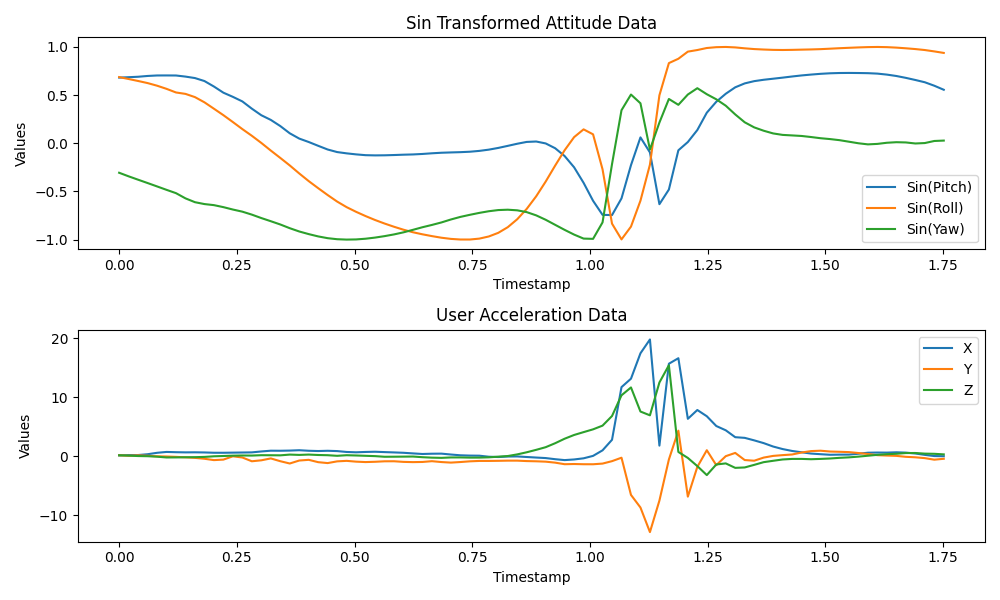 Sin Transformed Attitude Data
Values
1.0
0.5
0.0
−0.5
−1.0
Sin(Pitch)
Sin(Roll)
Sin(Yaw)
0.00 0.25 0.50 0.75 1.00 1.25 1.50 1.75
Timestamp
User Acceleration Data
Values
20
10
0
−10
X
Y
Z
0.00 0.25 0.50 0.75 1.00 1.25 1.50 1.75
Timestamp